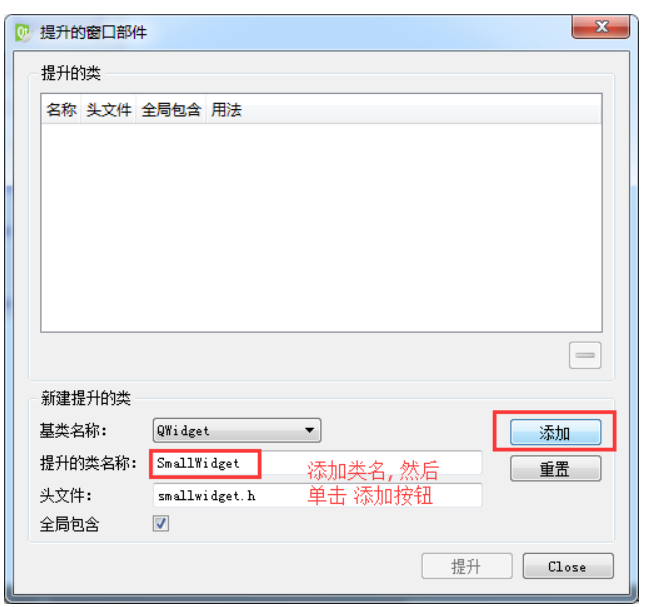 提升的窗口部件
提升的类
名称 头文件 全局包含 用法
新建提升的类
基类名称: QWidget 添加
提升的类名称: SmallWidget 添加类名, 然后 重置
头文件: smallwidget.h 单击 添加按钮
全局包含
提升 Close